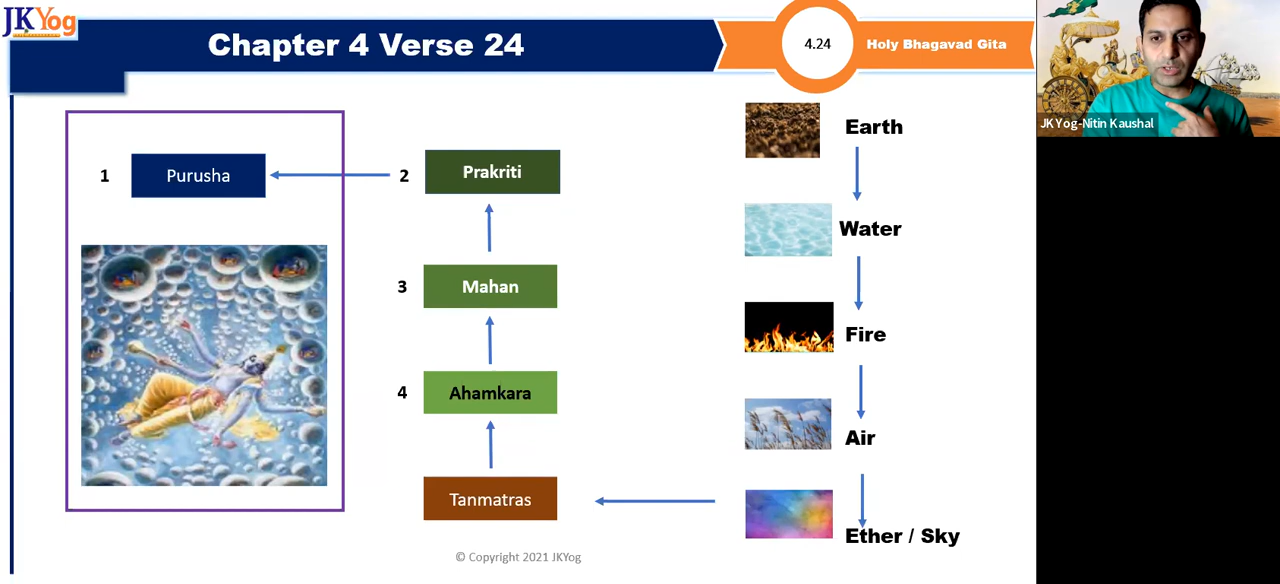 JKYog
Chapter 4 Verse 24
4.24
Holy Bhagavad Gita
JKYog-Nitin Kaushal
1
Purusha
2
Prakriti
3
Mahan
4
Ahamkara
Tanmatras
Earth
Water
Fire
Air
Ether / Sky
© Copyright 2021 JKYog